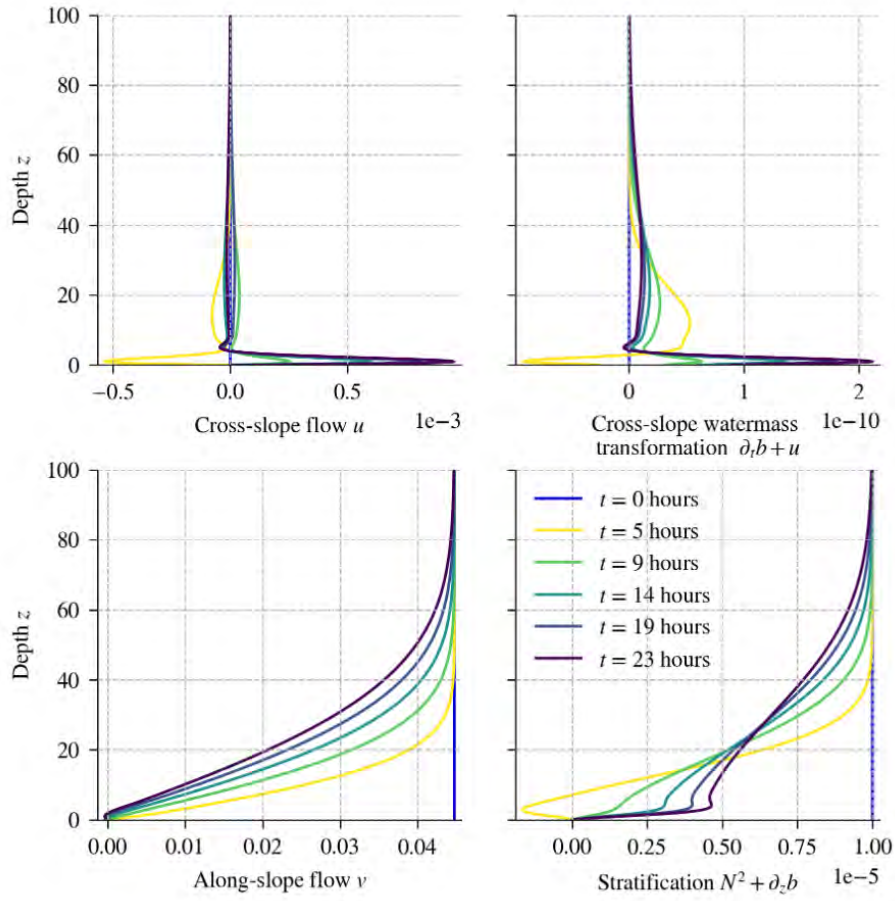 100
80
60
40
20
0
Depth z
−0.5
0.0
0.5
1e−3
Cross-slope flow u
0
1
2
1e−10
Cross-slope watermass
transformation ∂ₜb + u
100
80
60
40
20
0
Depth z
0.00
0.01
0.02
0.03
0.04
Along-slope flow v
t = 0 hours
t = 5 hours
t = 9 hours
t = 14 hours
t = 19 hours
t = 23 hours
0.00
0.25
0.50
0.75
1.00
1e−5
Stratification N² + ∂zb